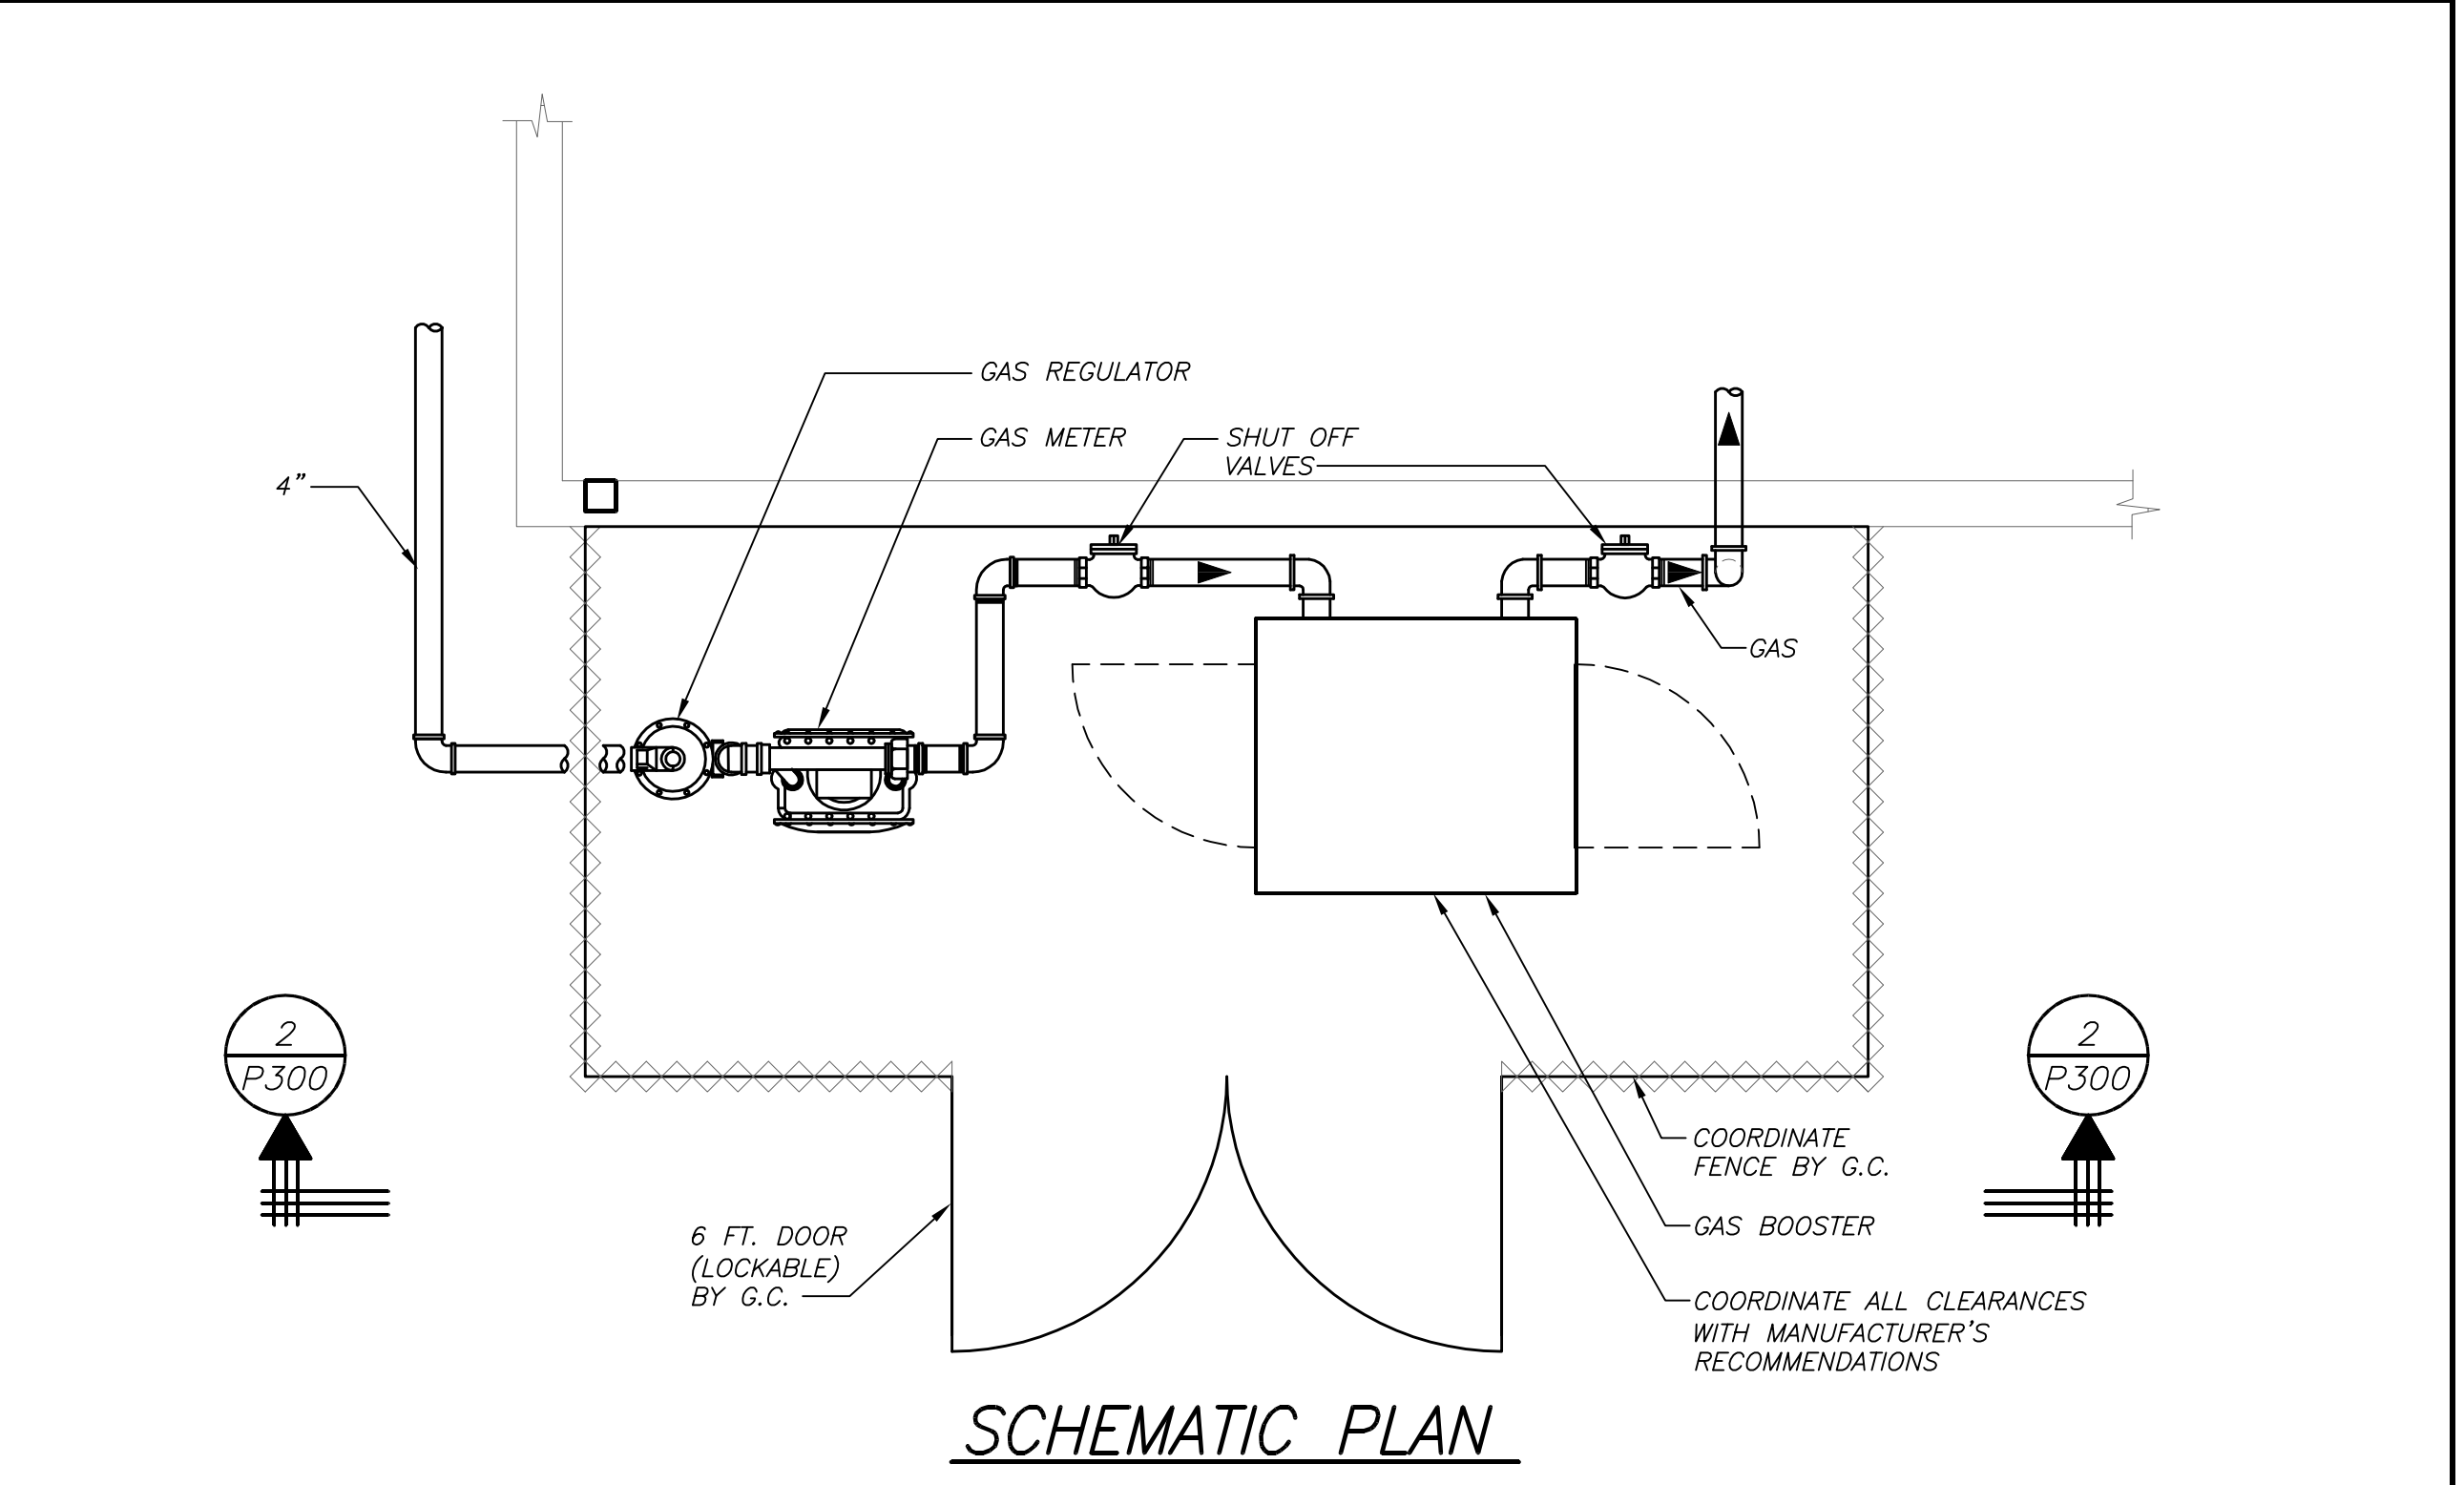 GAS REGULATOR
GAS METER
SHUT OFF
VALVES
4"
GAS
2
P300
2
P300
COORDINATE
FENCE BY G.C.
GAS BOOSTER
6 FT. DOOR
(LOCKABLE)
BY G.C.
COORDINATE ALL CLEARANCES
WITH MANUFACTURER'S
RECOMMENDATIONS
SCHEMATIC PLAN